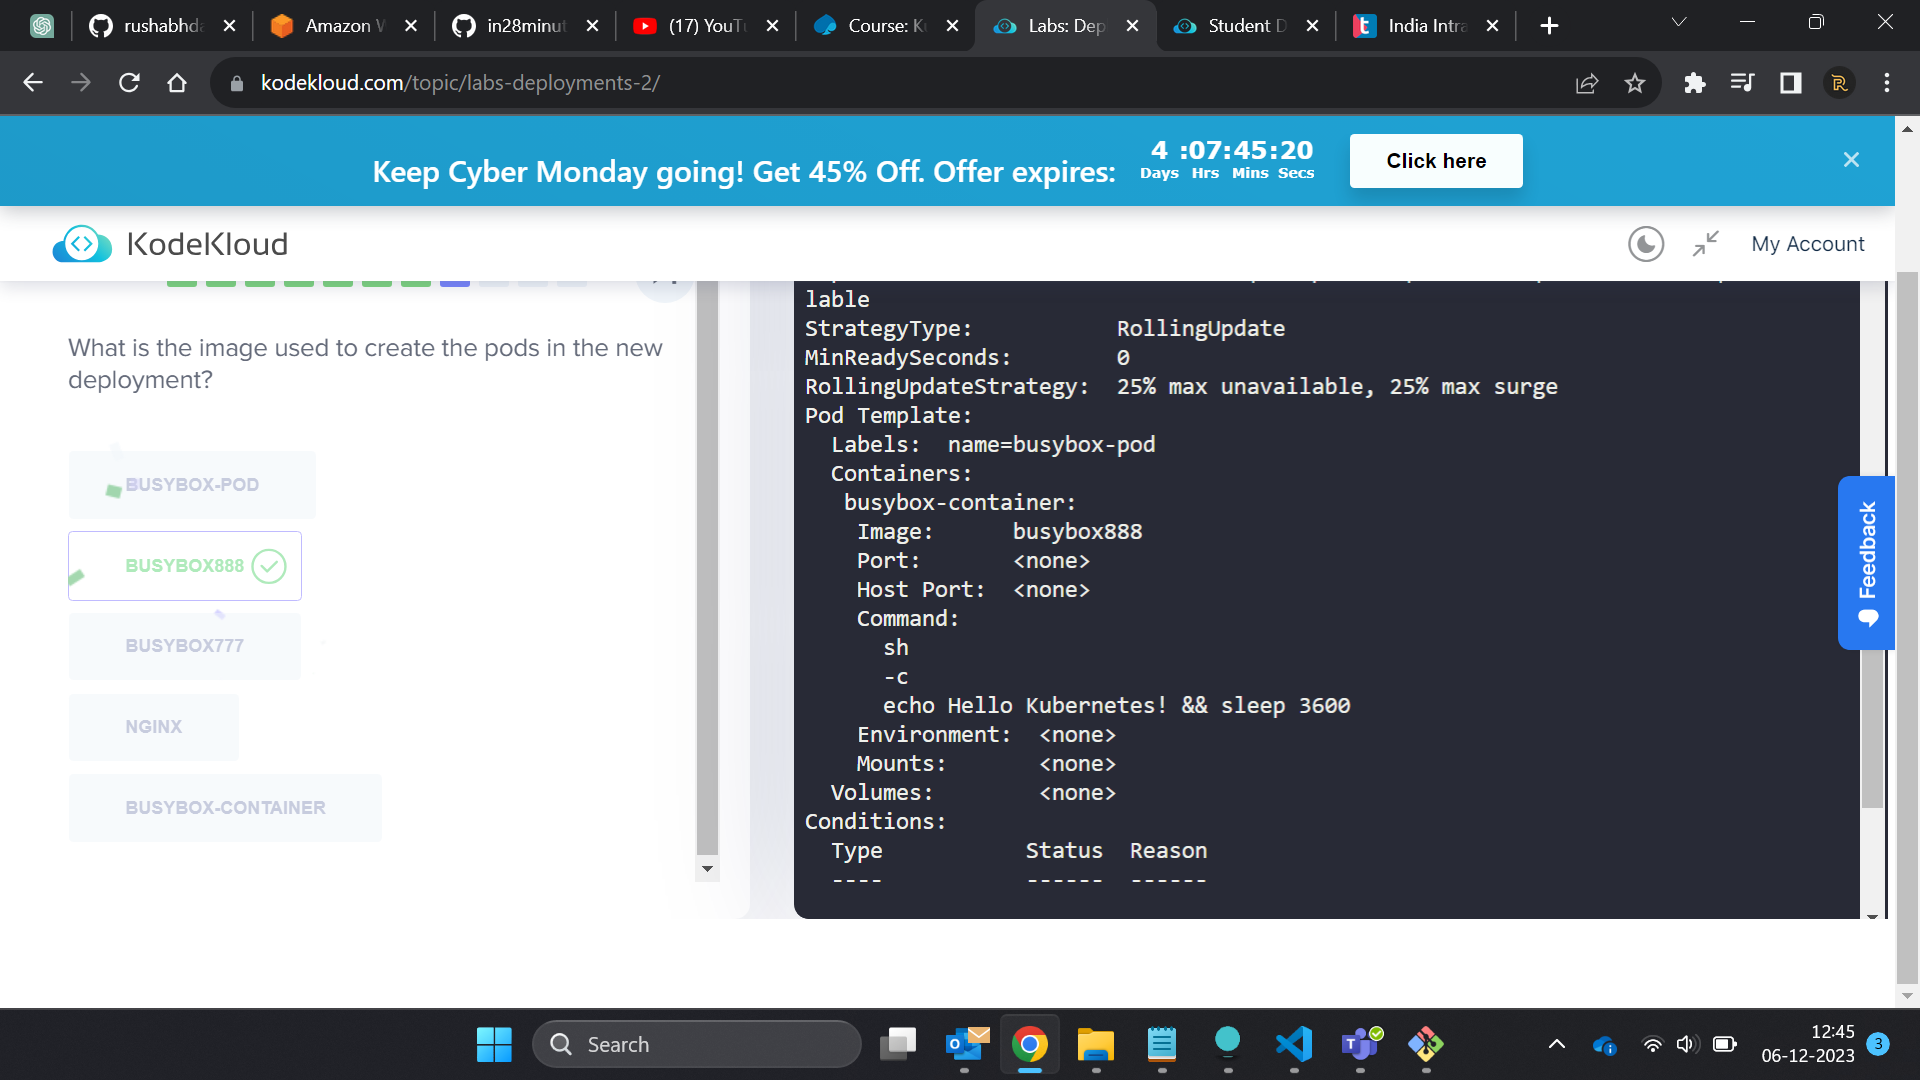 rushabhda
Amazon W
in28minut
(17) YouTu
Course: Ku
Labs: Dep
Student D
India Intra
kodekloud.com/topic/labs-deployments-2/
Keep Cyber Monday going! Get 45% Off. Offer expires:
4 :07:45:20
Days Hrs Mins Secs
Click here
KodeKloud
My Account
What is the image used to create the pods in the new
deployment?
BUSYBOX-POD
BUSYBOX888
BUSYBOX777
NGINX
BUSYBOX-CONTAINER
lable
StrategyType: RollingUpdate
MinReadySeconds: 0
RollingUpdateStrategy: 25% max unavailable, 25% max surge
Pod Template:
Labels: name=busybox-pod
Containers:
busybox-container:
Image: busybox888
Port: <none>
Host Port: <none>
Command:
sh
-c
echo Hello Kubernetes! && sleep 3600
Environment: <none>
Mounts: <none>
Volumes: <none>
Conditions:
Type Status Reason
---- ------ ------
Feedback
Search
12:45
06-12-2023
3